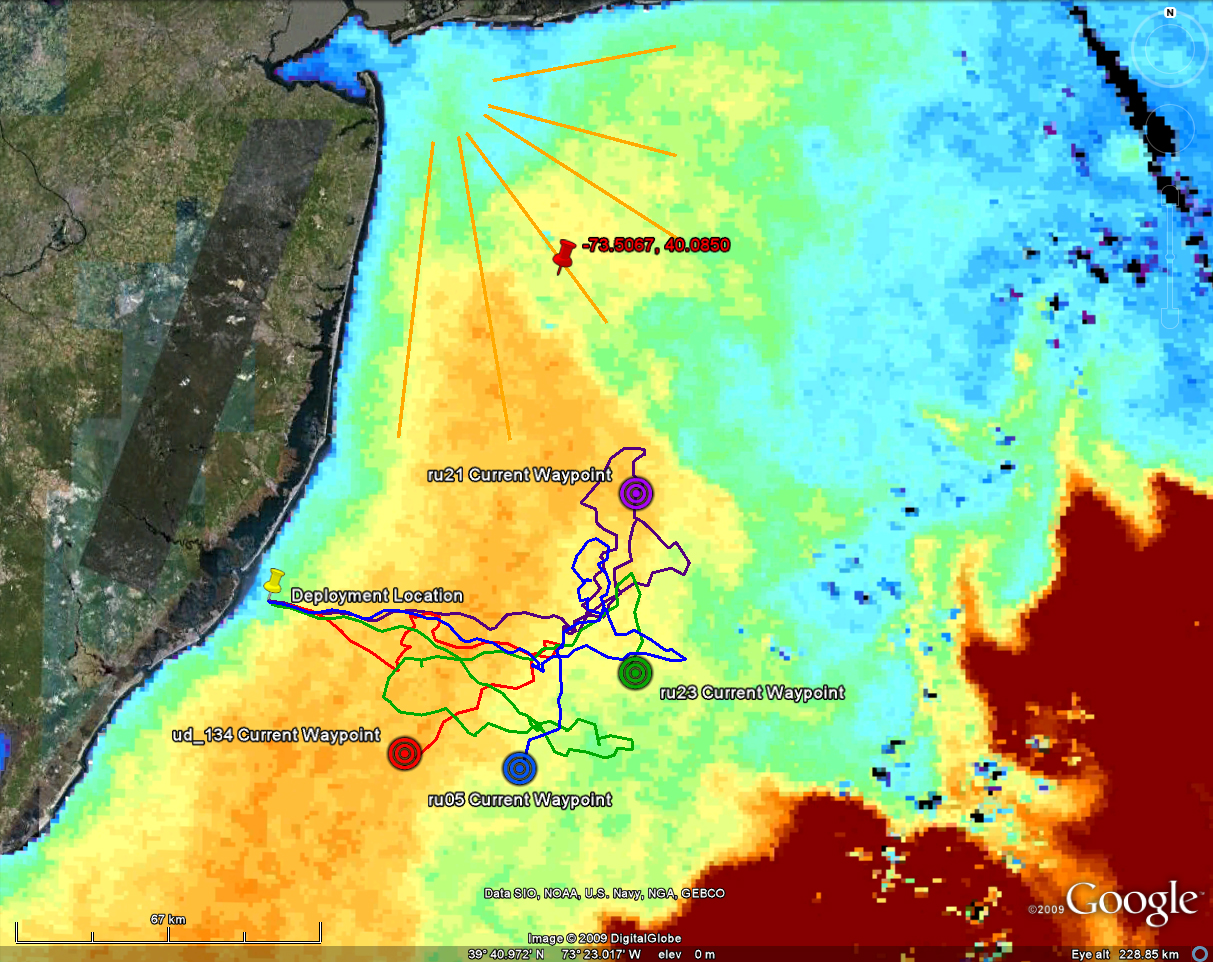 N
-73.5067, 40.0850
ru21 Current Waypoint
Deployment Location
ru23 Current Waypoint
ud_134 Current Waypoint
ru05 Current Waypoint
Data SIO, NOAA, U.S. Navy, NGA, GEBCO
©2009 Google
67 km
Image © 2009 DigitalGlobe
39° 40.972' N 73° 23.017' W elev 0 m Eye alt 228.85 km